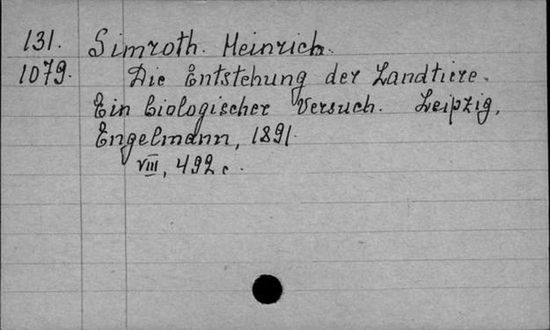 131. Simroth. Heinrich.
1079. Die Entstehung der Landtiere.
Ein biologischer Versuch. Leipzig,
Engelmann, 1891.
VIII, 492 c.